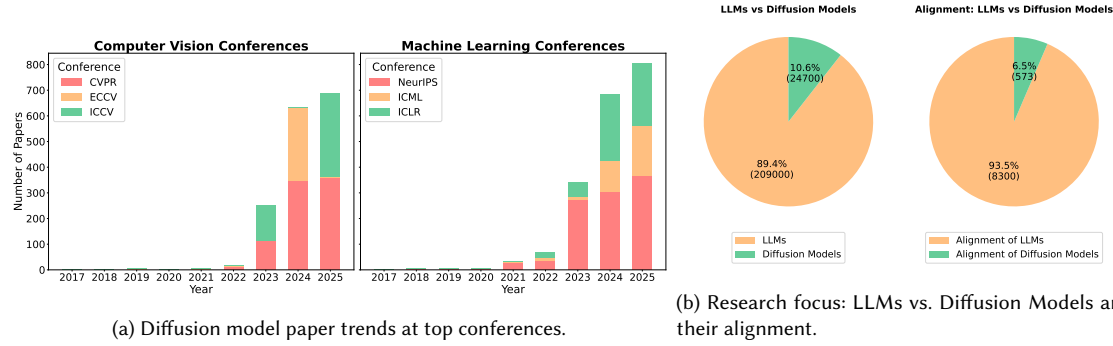 Computer Vision Conferences
Conference
CVPR
ECCV
ICCV
Number of Papers
800
700
600
500
400
300
200
100
0
2017 2018 2019 2020 2021 2022 2023 2024 2025
Year
Machine Learning Conferences
Conference
NeurIPS
ICML
ICLR
2017 2018 2019 2020 2021 2022 2023 2024 2025
Year
(a) Diffusion model paper trends at top conferences.
LLMs vs Diffusion Models
10.6%
(24700)
89.4%
(209000)
LLMs
Diffusion Models
Alignment: LLMs vs Diffusion Models
6.5%
(573)
93.5%
(8300)
Alignment of LLMs
Alignment of Diffusion Models
(b) Research focus: LLMs vs. Diffusion Models
their alignment.